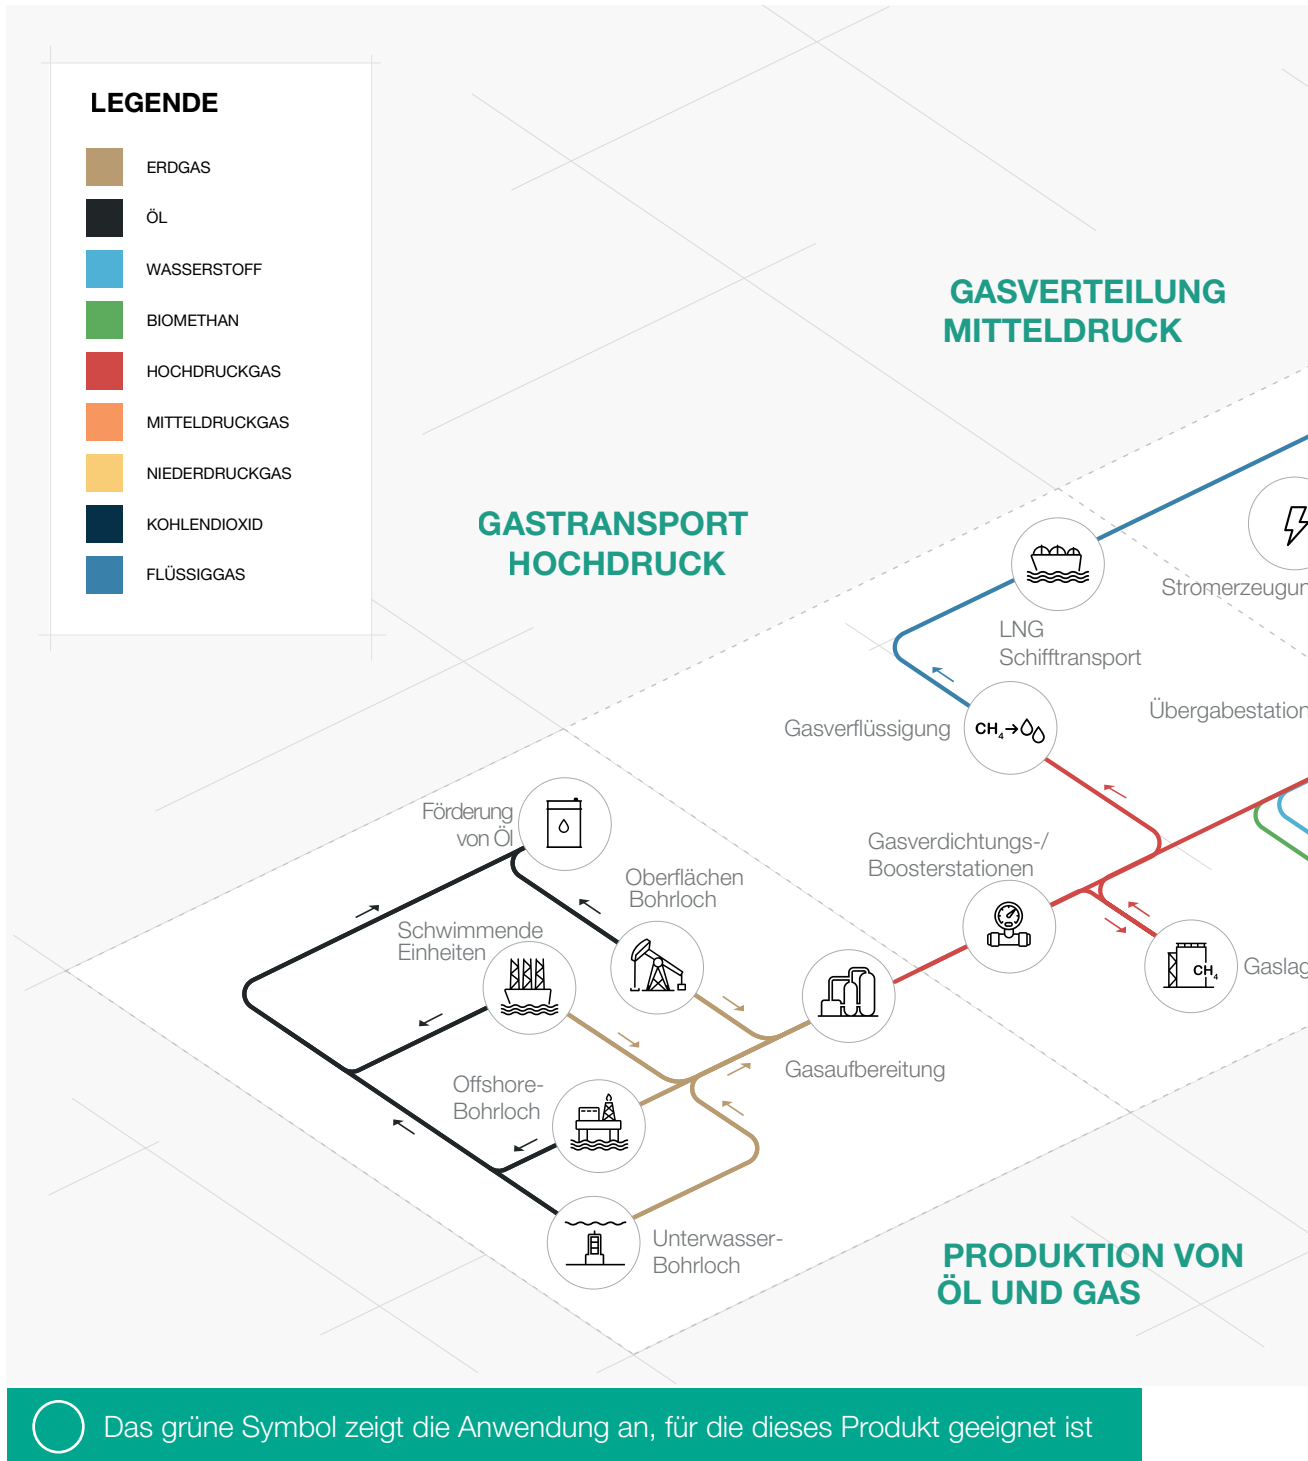 LEGENDE
ERDGAS
ÖL
WASSERSTOFF
BIOMETHAN
HOCHDRUCKGAS
MITTELDRUCKGAS
NIEDERDRUCKGAS
KOHLENDIOXID
FLÜSSIGGAS
GASVERTEILUNG
MITTELDRUCK
GASTRANSPORT
HOCHDRUCK
Stromerzeugun
LNG
Schifftransport
Übergabestation
Gasverflüssigung
CH4
Förderung
von Öl
Gasverdichtungs-/
Boosterstationen
Oberflächen
Bohrloch
Schwimmende
Einheiten
CH4
Gaslag
Gasaufbereitung
Offshore-
Bohrloch
Unterwasser-
Bohrloch
PRODUKTION VON
ÖL UND GAS
Das grüne Symbol zeigt die Anwendung an, für die dieses Produkt geeignet ist